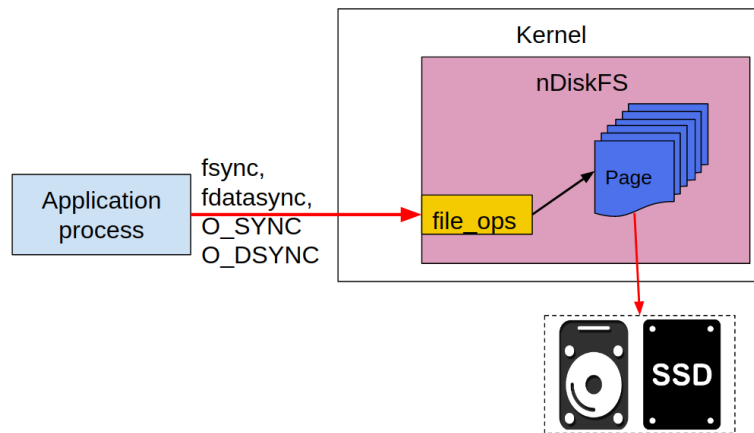 Kernel
nDiskFS
fsync,
fdatasync,
O_SYNC
O_DSYNC
Application
process
file_ops
Page
SSD